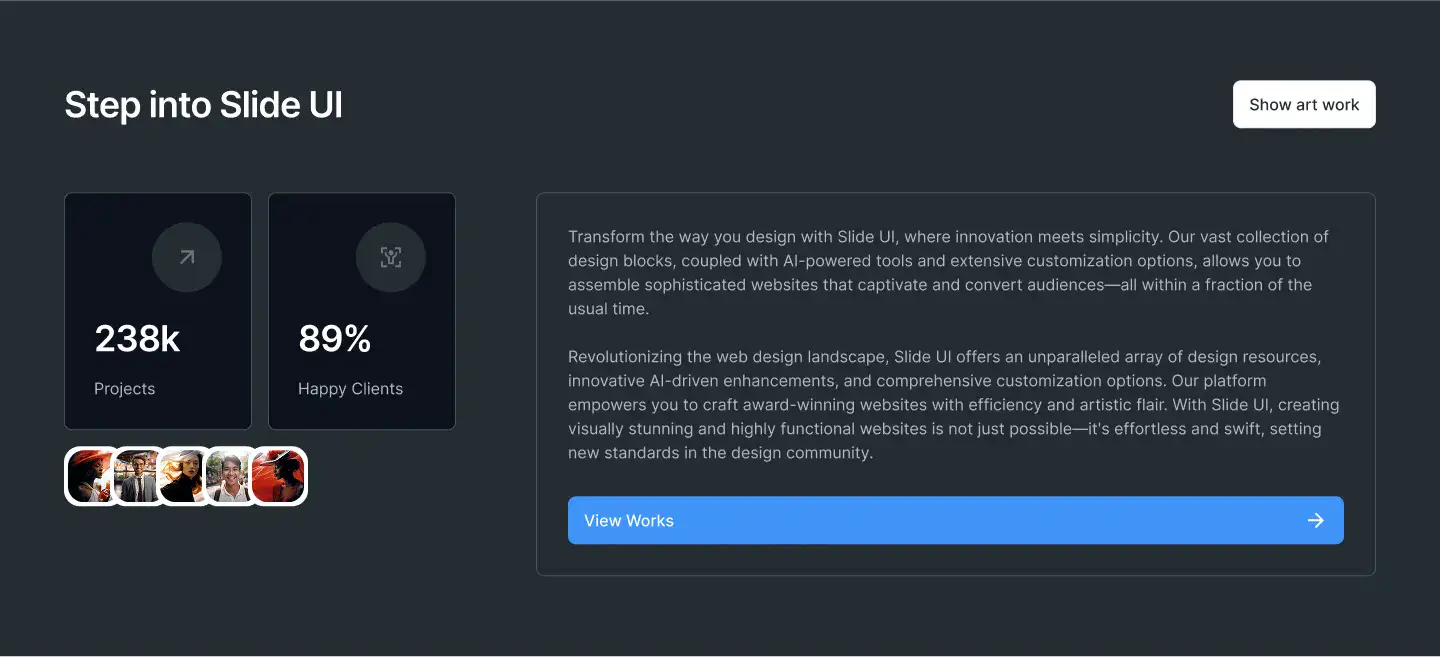 Step into Slide UI
Show art work
238k
Projects
89%
Happy Clients
Transform the way you design with Slide UI, where innovation meets simplicity. Our vast collection of
design blocks, coupled with AI-powered tools and extensive customization options, allows you to
assemble sophisticated websites that captivate and convert audiences—all within a fraction of the
usual time.
Revolutionizing the web design landscape, Slide UI offers an unparalleled array of design resources,
innovative AI-driven enhancements, and comprehensive customization options. Our platform
empowers you to craft award-winning websites with efficiency and artistic flair. With Slide UI, creating
visually stunning and highly functional websites is not just possible—it's effortless and swift, setting
new standards in the design community.
View Works